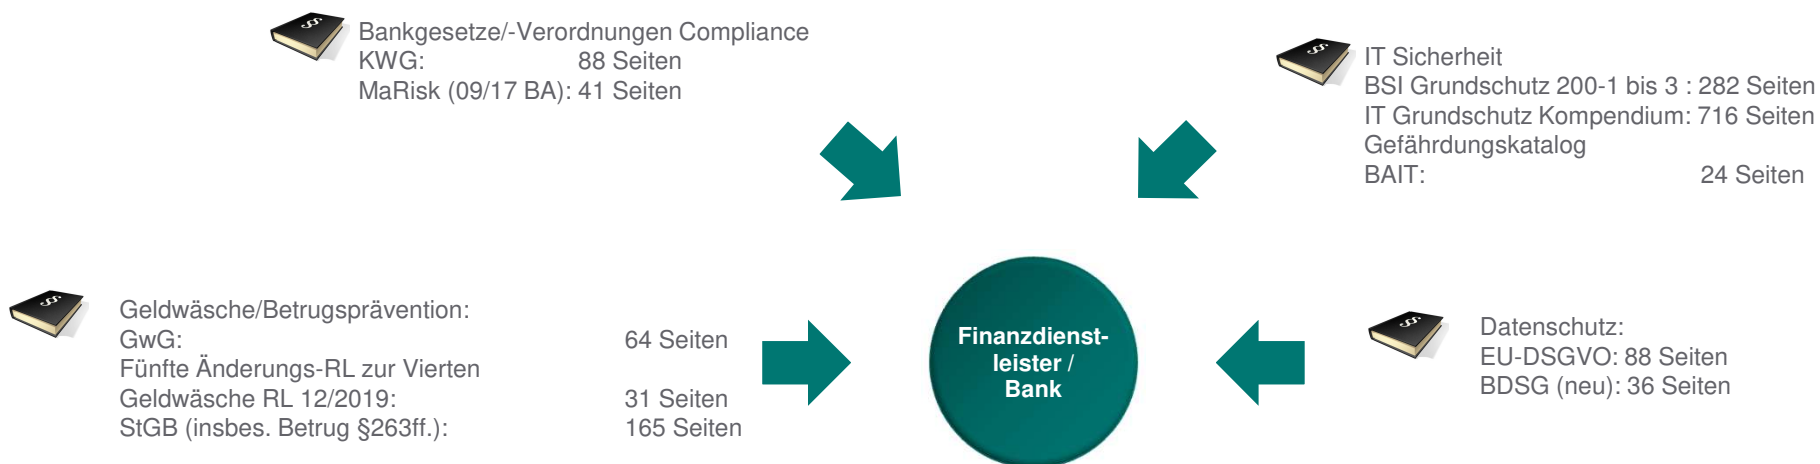 Bankgesetze/-Verordnungen Compliance
KWG: 88 Seiten
MaRisk (09/17 BA): 41 Seiten
IT Sicherheit
BSI Grundschutz 200-1 bis 3 : 282 Seiten
IT Grundschutz Kompendium: 716 Seiten
Gefährdungskatalog
BAIT: 24 Seiten
Geldwäsche/Betrugsprävention:
GwG: 64 Seiten
Fünfte Änderungs-RL zur Vierten
Geldwäsche RL 12/2019: 31 Seiten
StGB (insbes. Betrug §263ff.): 165 Seiten
Finanzdienst-
leister /
Bank
Datenschutz:
EU-DSGVO: 88 Seiten
BDSG (neu): 36 Seiten